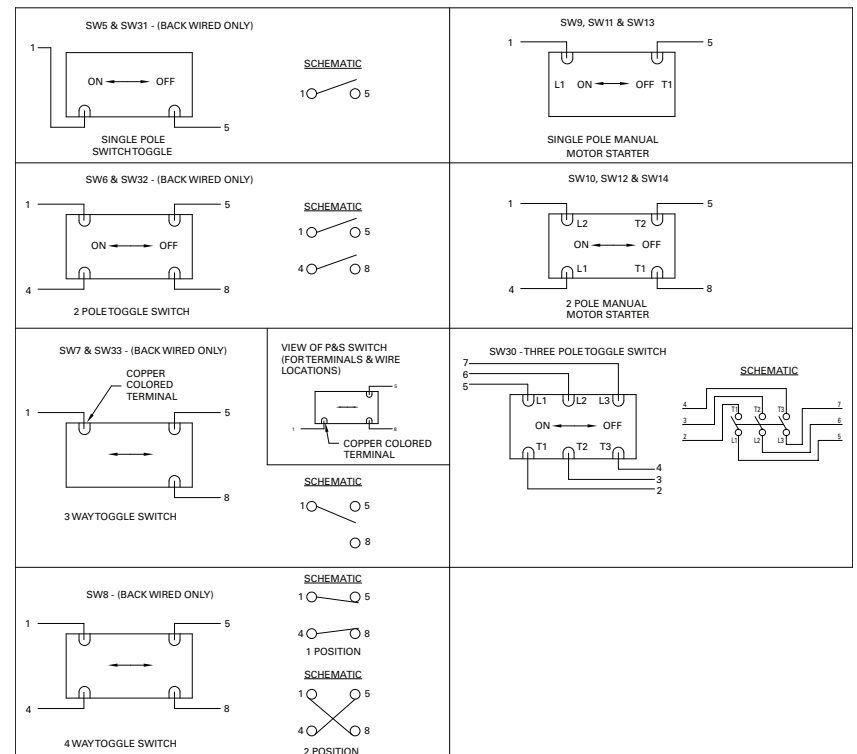 SW5 & SW31 - (BACK WIRED ONLY)
1
ON OFF
5
SINGLE POLE
SWITCH TOGGLE
SCHEMATIC
1 5
SW9, SW11 & SW13
1 5
L1 ON OFF T1
SINGLE POLE MANUAL
MOTOR STARTER
SW6 & SW32 - (BACK WIRED ONLY)
1 5
ON OFF
4 8
2 POLE TOGGLE SWITCH
SCHEMATIC
1 5
4 8
SW10, SW12 & SW14
1 5
L2 T2
ON OFF
L1 T1
4 8
2 POLE MANUAL
MOTOR STARTER
SW7 & SW33 - (BACK WIRED ONLY)
COPPER
COLORED
TERMINAL
1 5
8
3 WAY TOGGLE SWITCH
VIEW OF P&S SWITCH
(FOR TERMINALS & WIRE
LOCATIONS)
5
1 8
COPPER COLORED
TERMINAL
SCHEMATIC
1 5
8
SW30 - THREE POLE TOGGLE SWITCH
7
6
5
L1 L2 L3
ON OFF
T1 T2 T3
4
3
2
SCHEMATIC
4 7
T1 T2 T3
3 6
2 5
L1 L2 L3
SW8 - (BACK WIRED ONLY)
1 5
4 8
4 WAY TOGGLE SWITCH
SCHEMATIC
1 5
4 8
1 POSITION
SCHEMATIC
1 5
4 8
2 POSITION